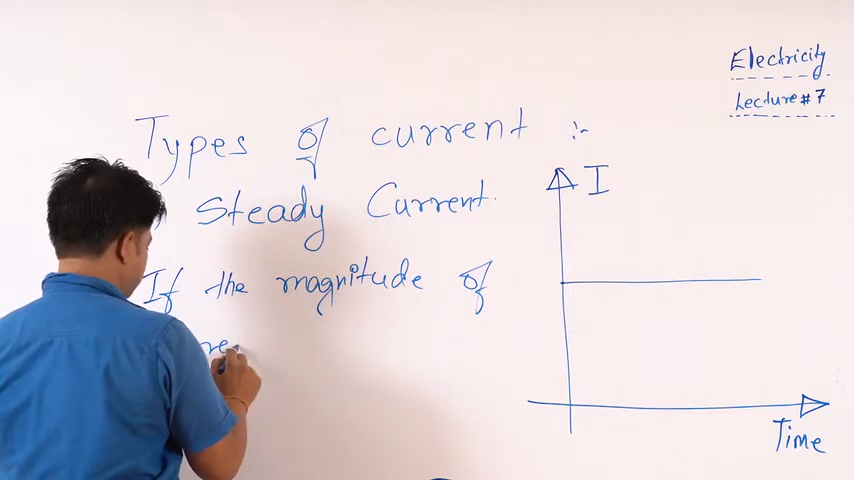 Electricity
Lecture #7
Types of current :-
Steady Current.
If the magnitude of
I
Time